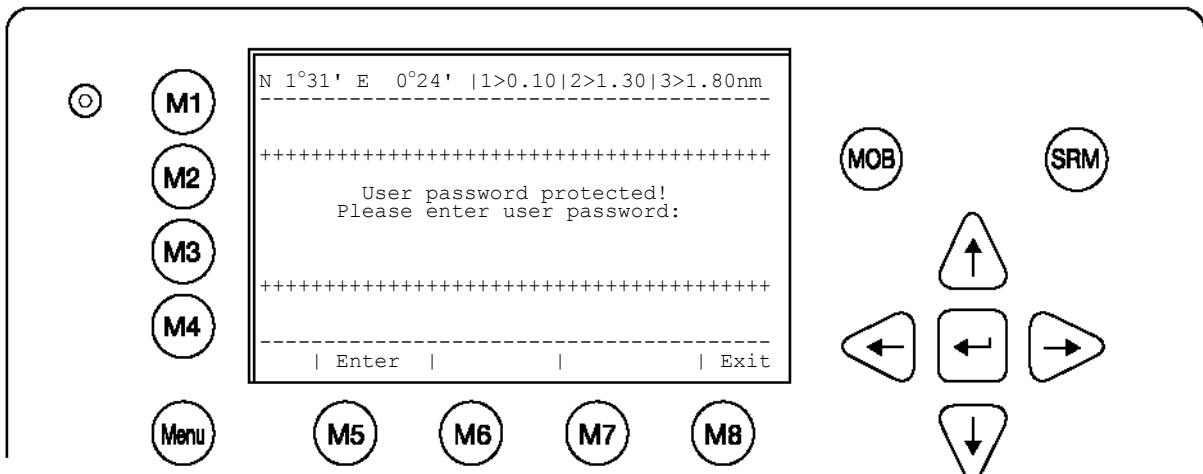 N 1°31' E 0°24' |1>0.10|2>1.30|3>1.80nm
----------------------------------------
++++++++++++++++++++++++++++++++++++++++
User password protected!
Please enter user password:
++++++++++++++++++++++++++++++++++++++++
----------------------------------------
| Enter | | | Exit
M1
M2
M3
M4
Menu
M5
M6
M7
M8
MOB
SRM